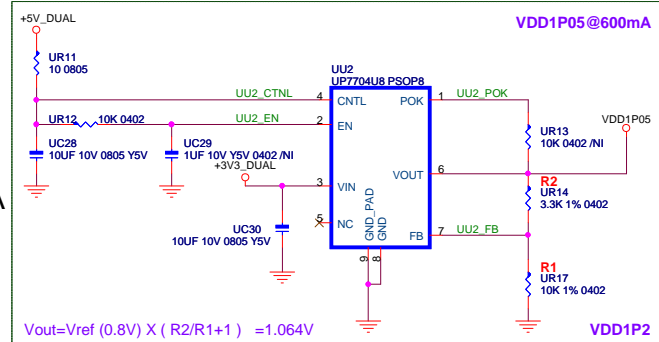 +5V_DUAL
VDD1P05@600mA
UR11
10 0805
UU2
UP7704U8 PSOP8
UU2_CTNL
4
CNTL
POK
1
UU2_POK
UR12
10K 0402
UU2_EN
2
EN
VDD1P05
UR13
10K 0402 /NI
UC28
10UF 10V 0805 Y5V
UC29
1UF 10V Y5V 0402 /NI
+3V3_DUAL
3
VIN
VOUT
6
R2
UR14
3.3K 1% 0402
A
UC30
10UF 10V 0805 Y5V
5
NC
GND_PAD
GND
FB
7
UU2_FB
9
8
R1
UR17
10K 1% 0402
Vout=Vref (0.8V) X ( R2/R1+1 ) =1.064V
VDD1P2